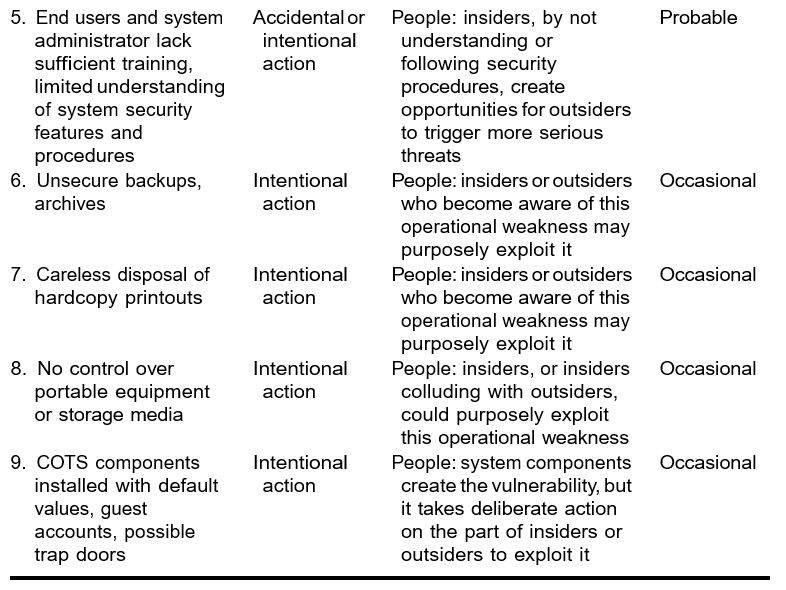 5. End users and system administrator lack sufficient training, limited understanding of system security features and procedures
Accidental or intentional action
People: insiders, by not understanding or following security procedures, create opportunities for outsiders to trigger more serious threats
Probable
6. Unsecure backups, archives
Intentional action
People: insiders or outsiders who become aware of this operational weakness may purposely exploit it
Occasional
7. Careless disposal of hardcopy printouts
Intentional action
People: insiders or outsiders who become aware of this operational weakness may purposely exploit it
Occasional
8. No control over portable equipment or storage media
Intentional action
People: insiders, or insiders colluding with outsiders, could purposely exploit this operational weakness
Occasional
9. COTS components installed with default values, guest accounts, possible trap doors
Intentional action
People: system components create the vulnerability, but it takes deliberate action on the part of insiders or outsiders to exploit it
Occasional